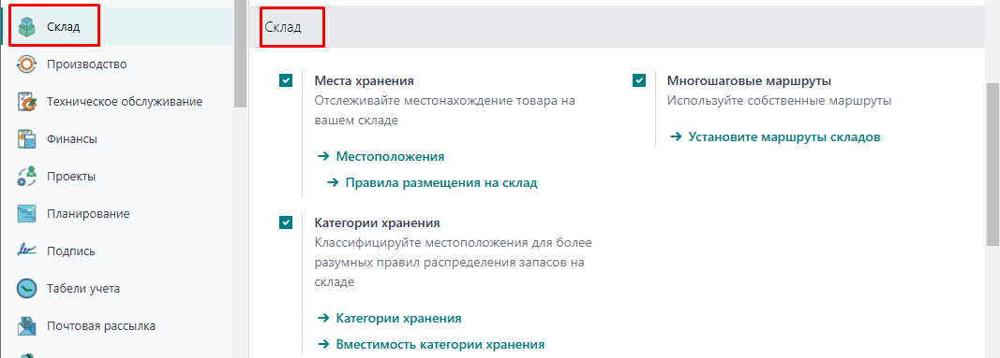 Склад
Производство
Техническое обслуживание
Финансы
Проекты
Планирование
Подпись
Табели учета
Почтовая рассылка
Склад
Места хранения
Отслеживайте местонахождение товара на
вашем складе
Местоположения
Правила размещения на склад
Многошаговые маршруты
Используйте собственные маршруты
Установите маршруты складов
Категории хранения
Классифицируйте местоположения для более
разумных правил распределения запасов на
складе
Категории хранения
Вместимость категории хранения